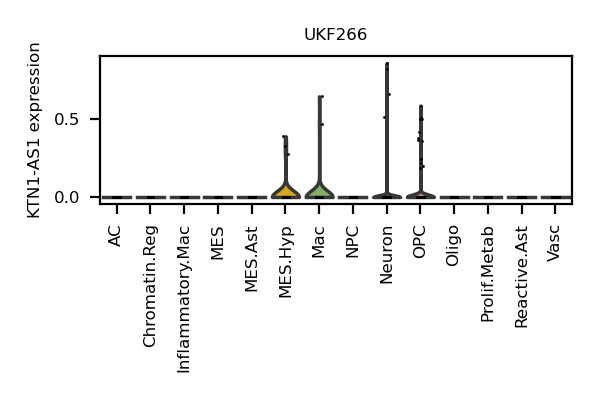 UKF266
KTN1-AS1 expression
0.5
0.0
AC
Chromatin.Reg
Inflammatory.Mac
MES
MES.Ast
MES.Hyp
Mac
NPC
Neuron
OPC
Oligo
Prolif.Metab
Reactive.Ast
Vasc